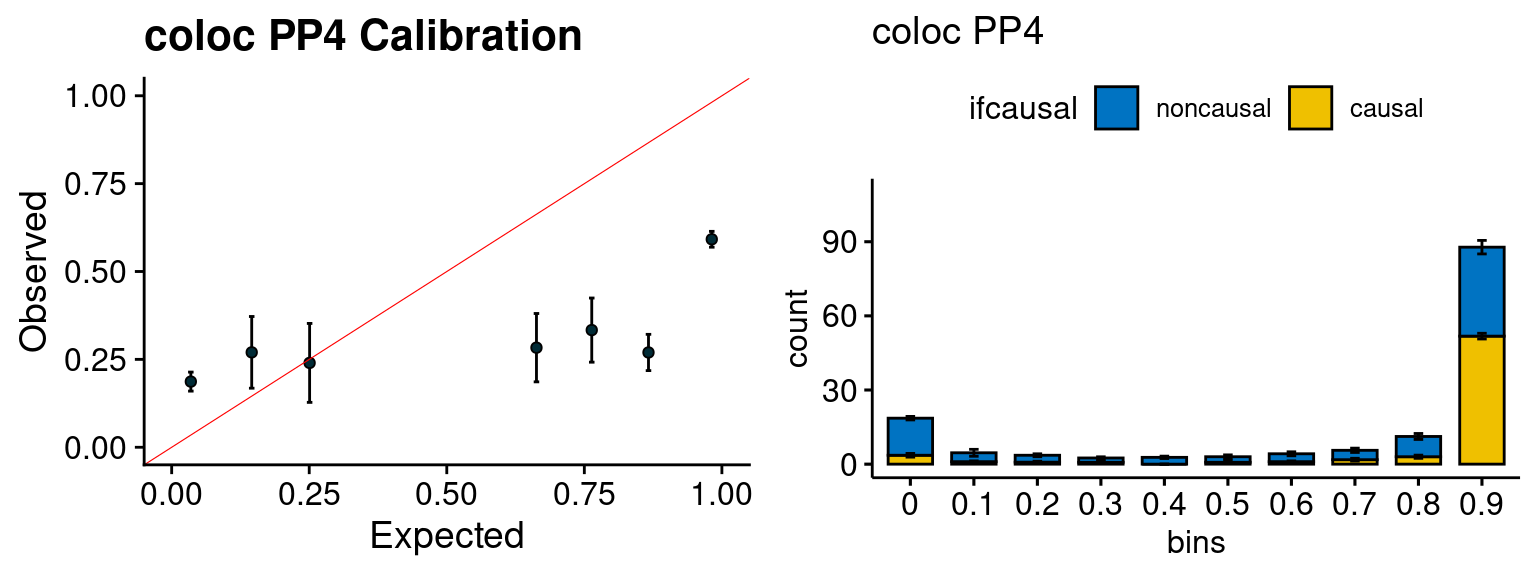 coloc PP4 Calibration
1.00
0.75
0.50
0.25
0.00
Observed
0.00 0.25 0.50 0.75 1.00
Expected
coloc PP4
ifcausal noncausal causal
90
60
30
0
count
0 0.1 0.2 0.3 0.4 0.5 0.6 0.7 0.8 0.9
bins